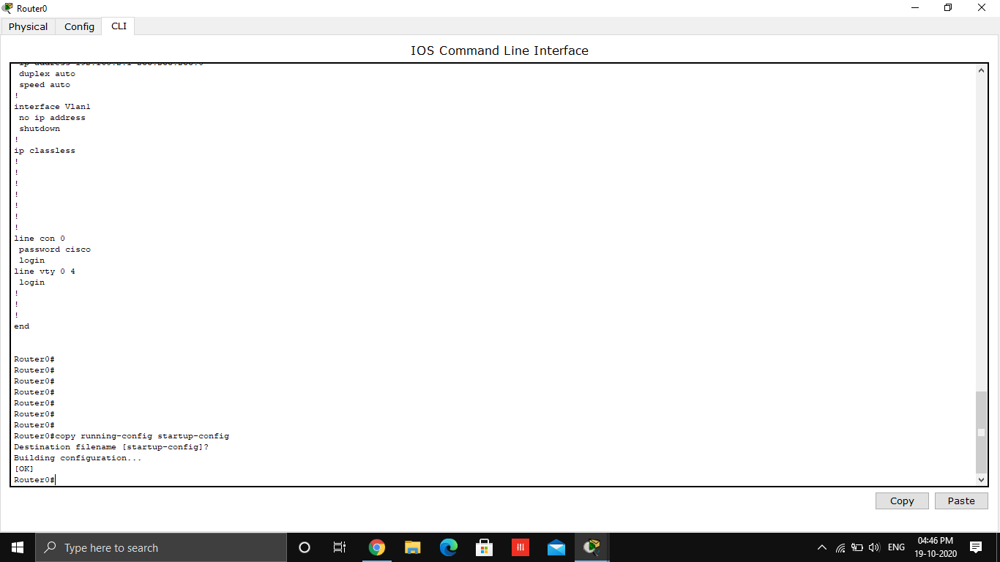 Router0
Physical
Config
CLI
IOS Command Line Interface
ip address
duplex auto
speed auto
!
interface Vlan1
no ip address
shutdown
!
ip classless
!
!
!
!
!
!
!
line con 0
password cisco
login
line vty 0 4
login
!
!
!
end
Router0#
Router0#
Router0#
Router0#
Router0#
Router0#
Router0#
Router0#copy running-config startup-config
Destination filename [startup-config]?
Building configuration...
[OK]
Router0#
Copy
Paste
Type here to search
ENG
04:46 PM
19-10-2020